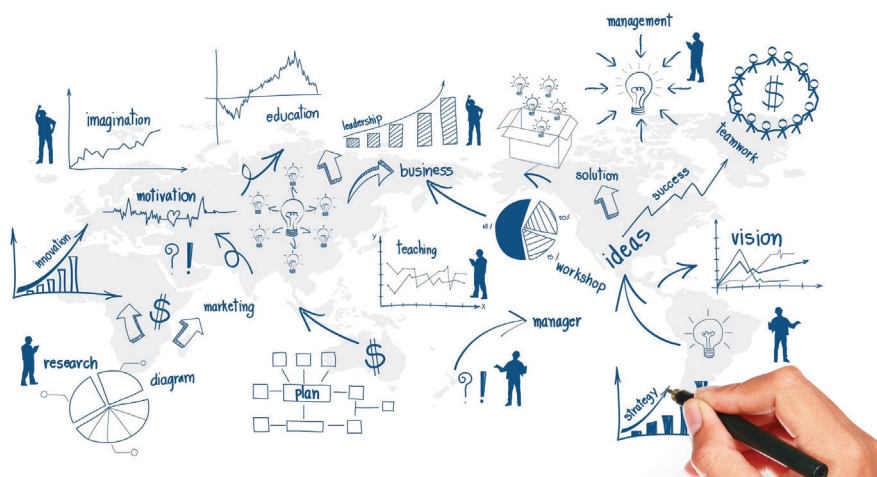 management
imagination
education
leadership
teamwork
business
solution
success
motivation
ideas
vision
innovation
? !
teaching
Y
X
workshop
marketing
$
manager
research
diagram
plan
$
? !
strategy
$